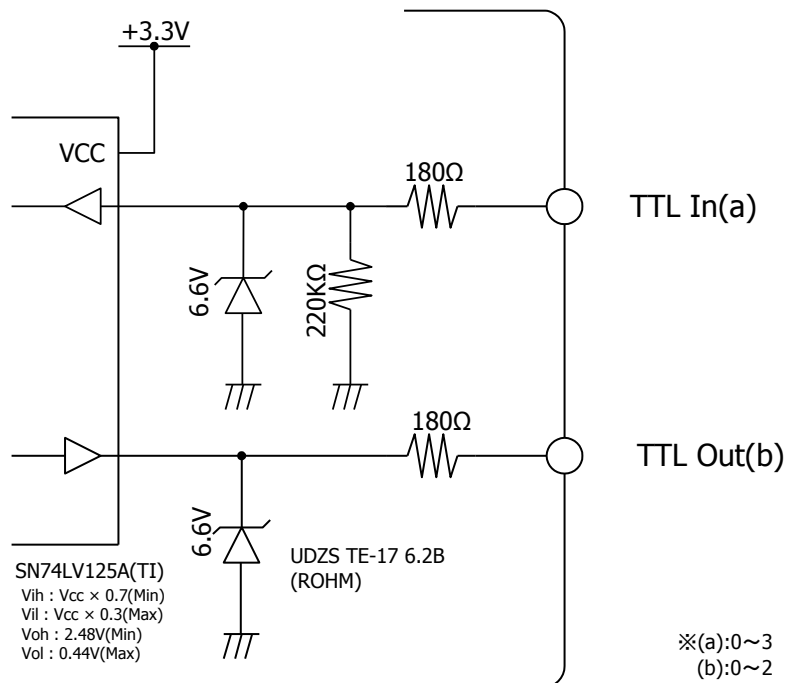 +3.3V
VCC
180Ω
TTL In(a)
6.6V
220KΩ
180Ω
TTL Out(b)
6.6V
UDZS TE-17 6.2B
(ROHM)
SN74LV125A(TI)
Vih : Vcc × 0.7(Min)
Vil : Vcc × 0.3(Max)
Voh : 2.48V(Min)
Vol : 0.44V(Max)
※(a):0～3
(b):0～2